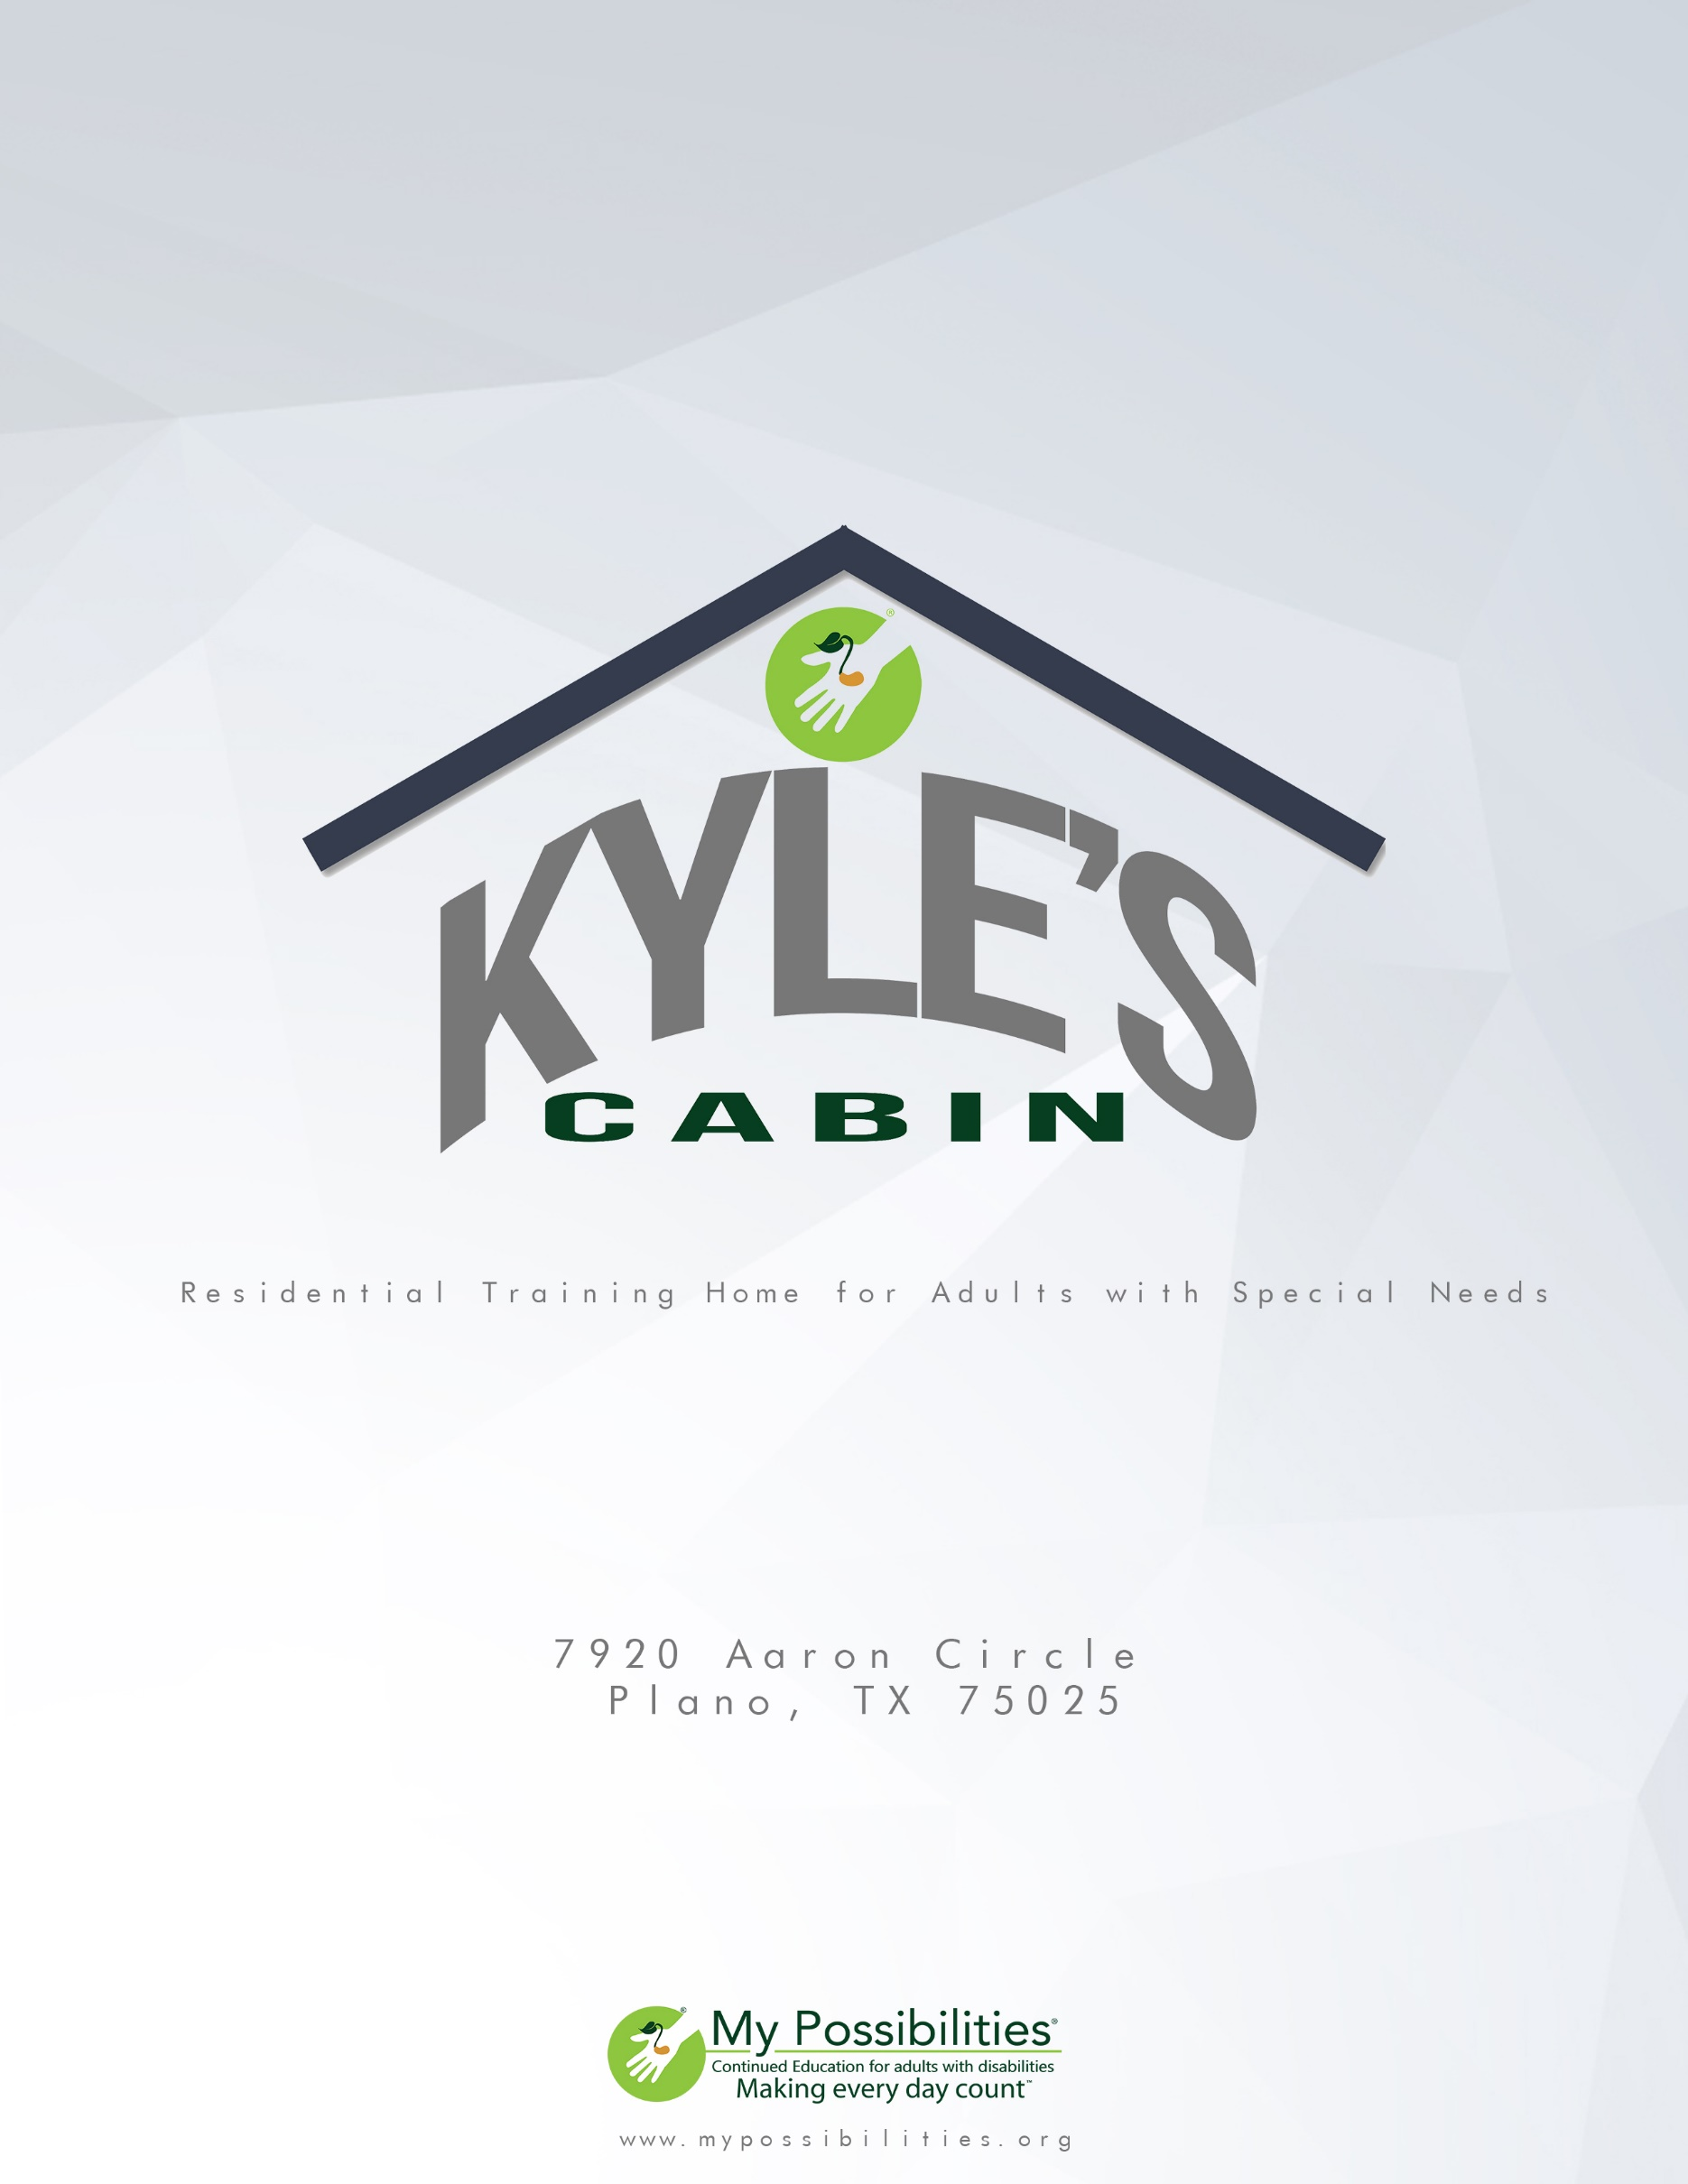 KYLE'S
CABIN
Residential Training Home for Adults with Special Needs
7920 Aaron Circle
Plano, TX 75025
My Possibilities®
Continued Education for adults with disabilities
Making every day count™
www.mypossibilities.org